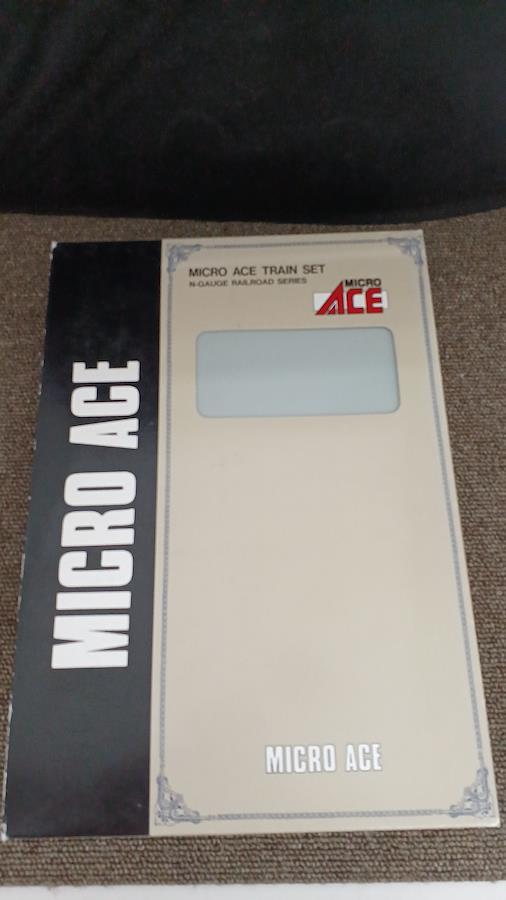 MICRO ACE
MICRO ACE TRAIN SET
N-GAUGE RAILROAD SERIES
MICRO
ACE
MICRO ACE